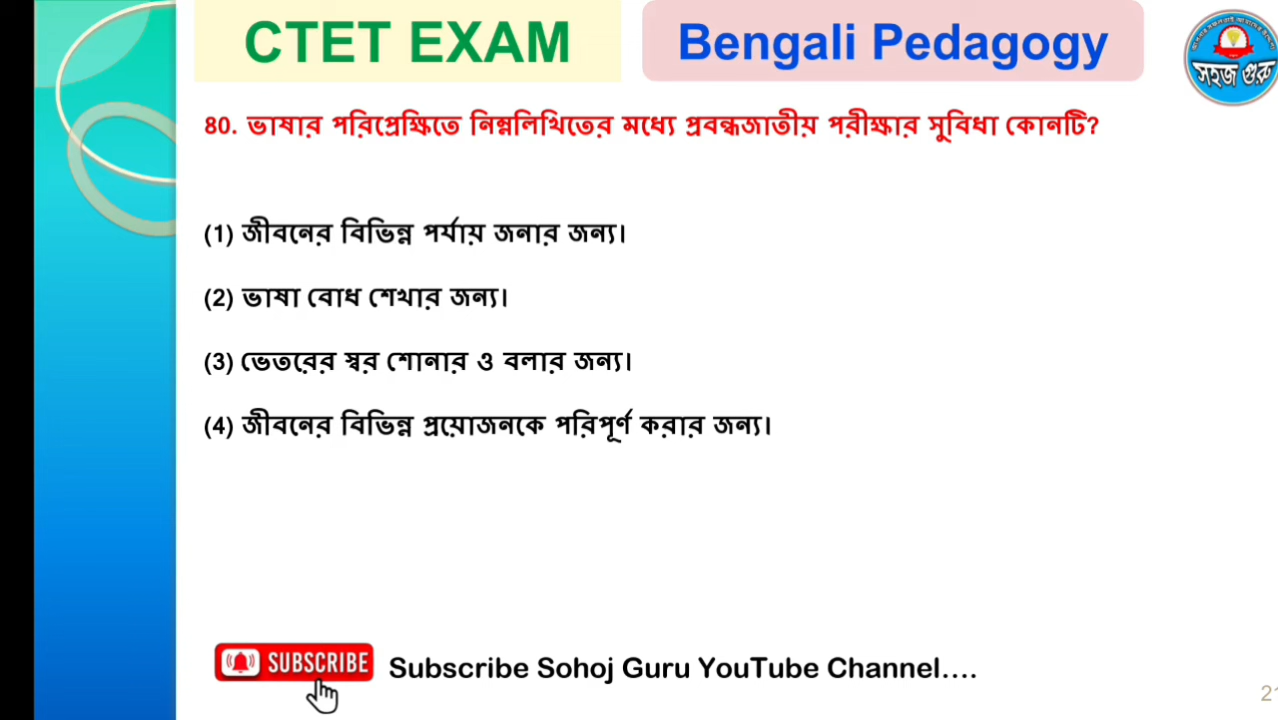 CTET EXAM
Bengali Pedagogy
সহজ গুরু
80. ভাষার পরিপ্রেক্ষিতে নিম্নলিখিতের মধ্যে প্রবন্ধজাতীয় পরীক্ষার সুবিধা কোনটি?
(1) জীবনের বিভিন্ন পর্যায় জনার জন্য।
(2) ভাষা বোধ শেখার জন্য।
(3) ভেতরের স্বর শোনার ও বলার জন্য।
(4) জীবনের বিভিন্ন প্রয়োজনকে পরিপূর্ণ করার জন্য।
SUBSCRIBE Subscribe Sohoj Guru YouTube Channel....